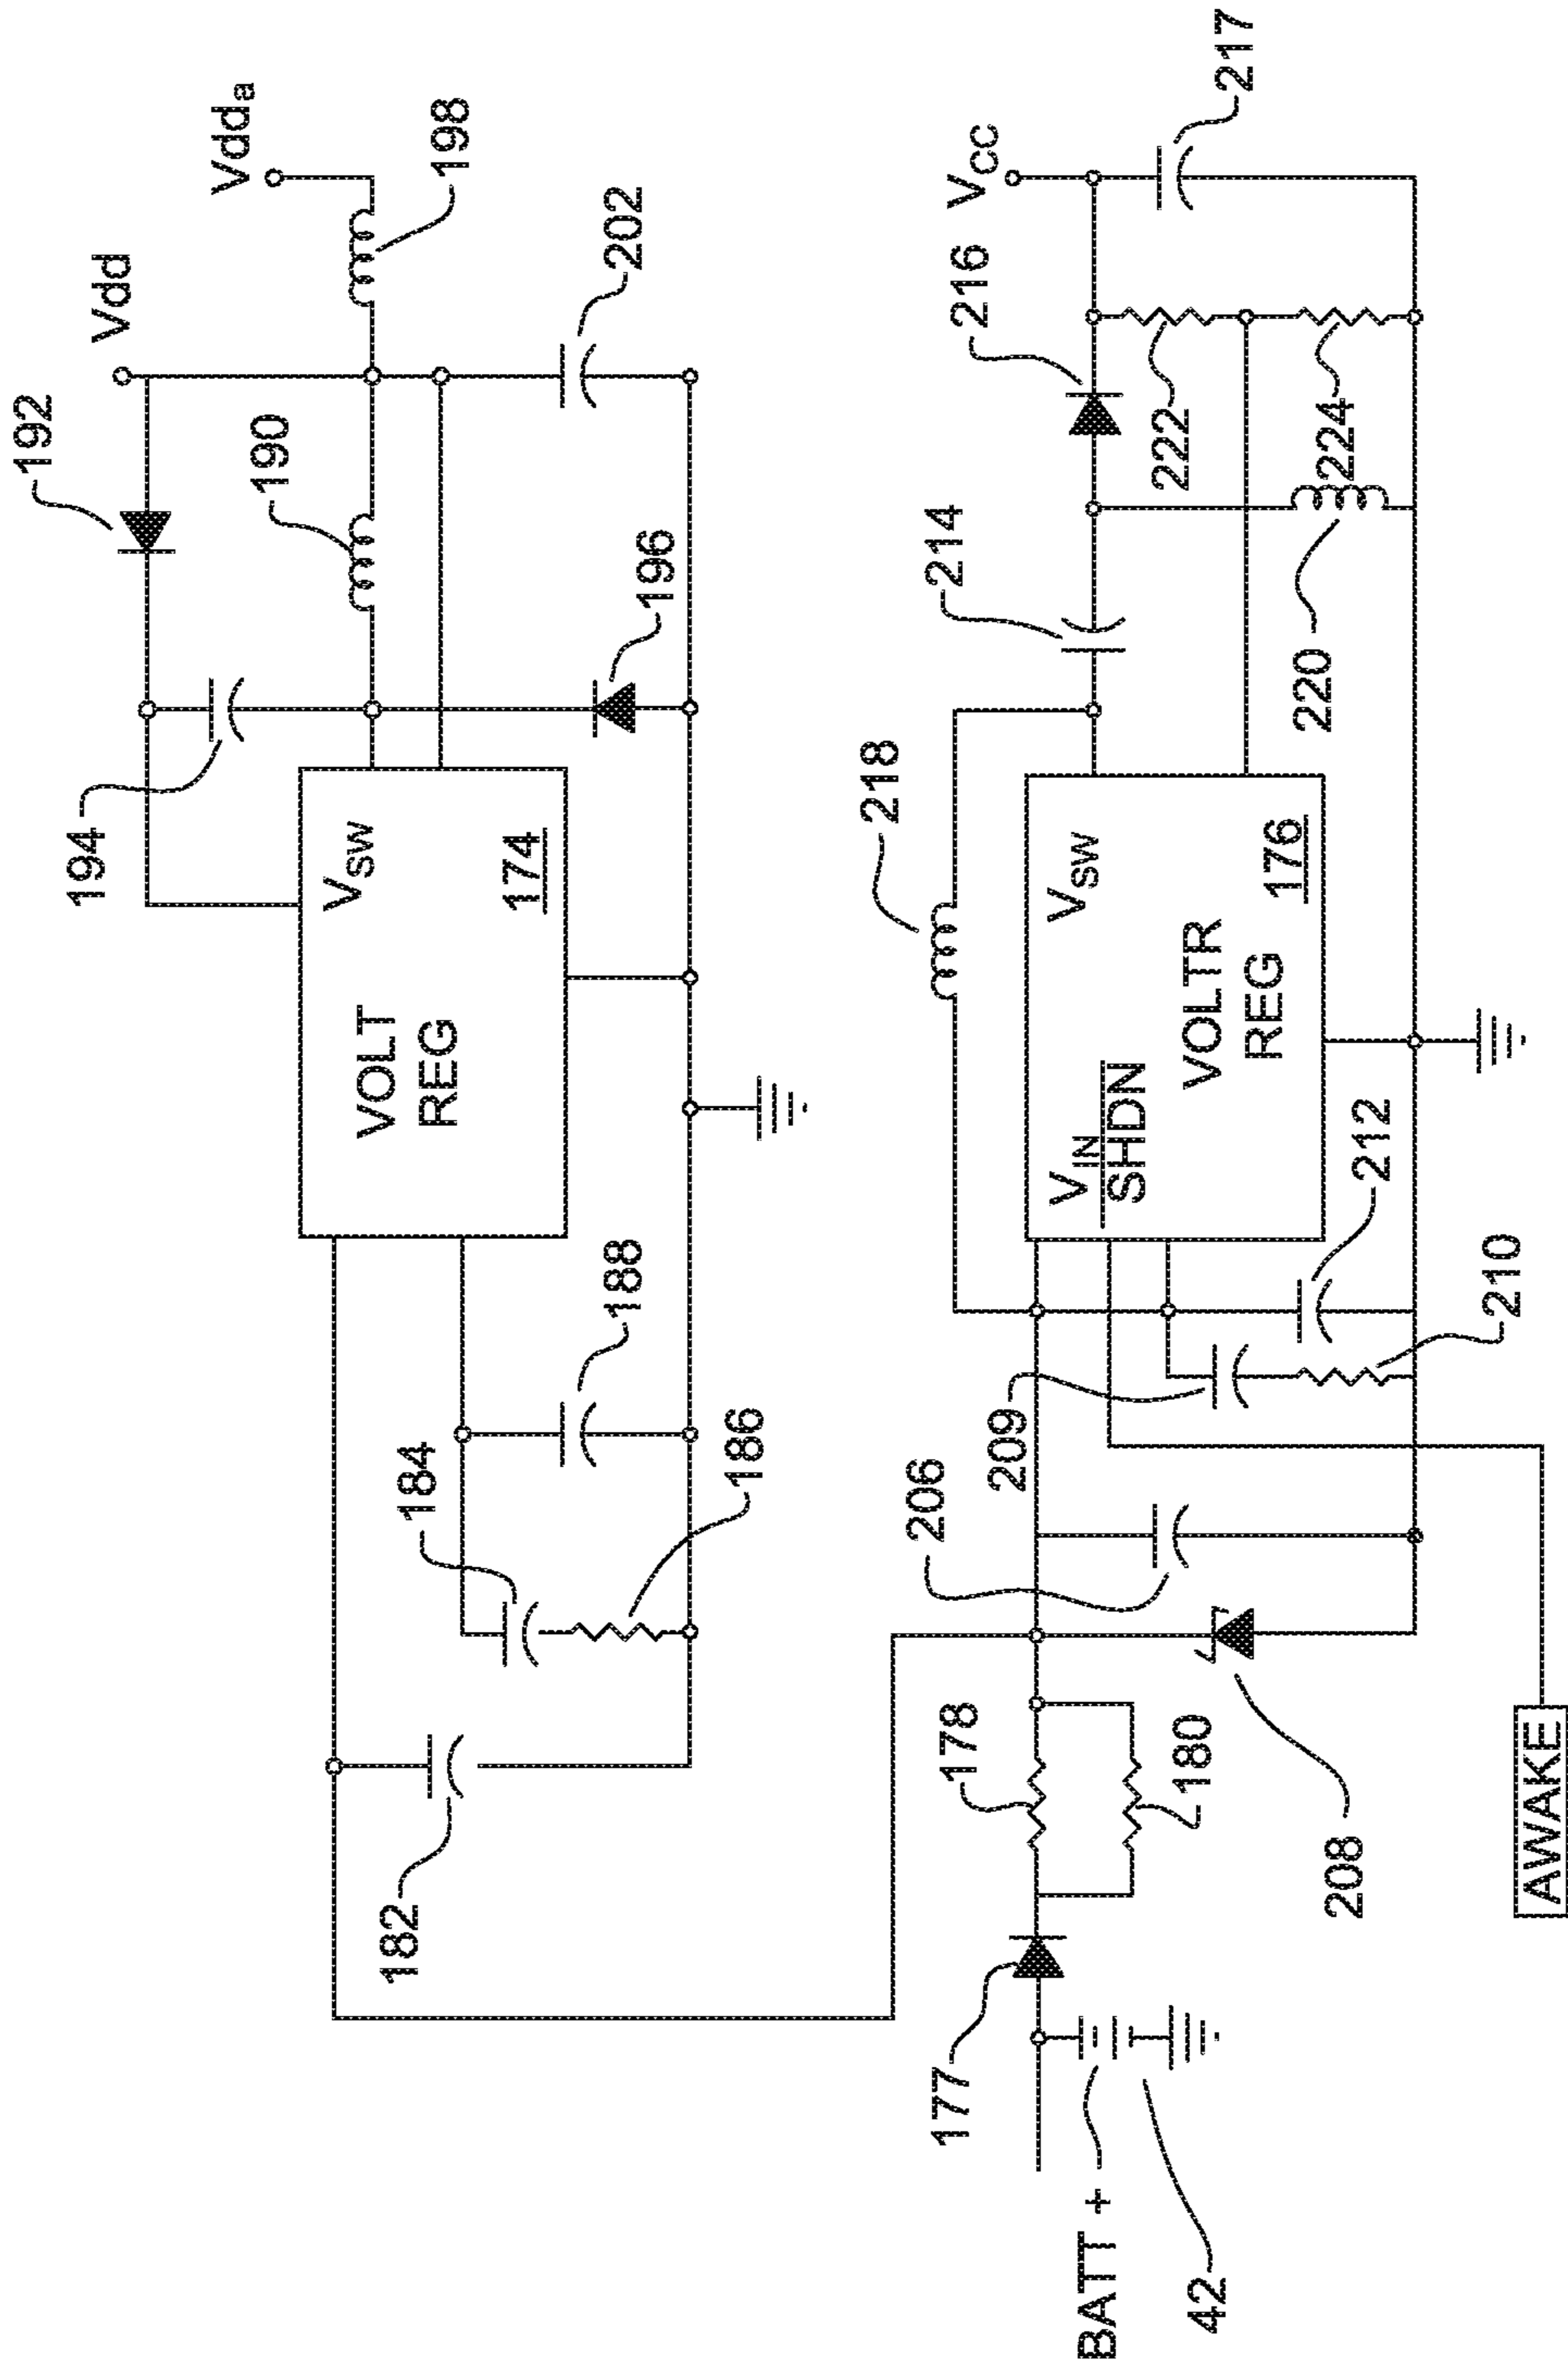 192
Vdd
Vdda
194
190
198
VSW
VOLT
REG
174
196
202
184
188
182
186
218
214
216
VCC
217
206
209
VIN
SHDN
VSW
VOLTR
REG
176
177
178
180
212
210
220
222
224
208
BATT +
42
AWAKE